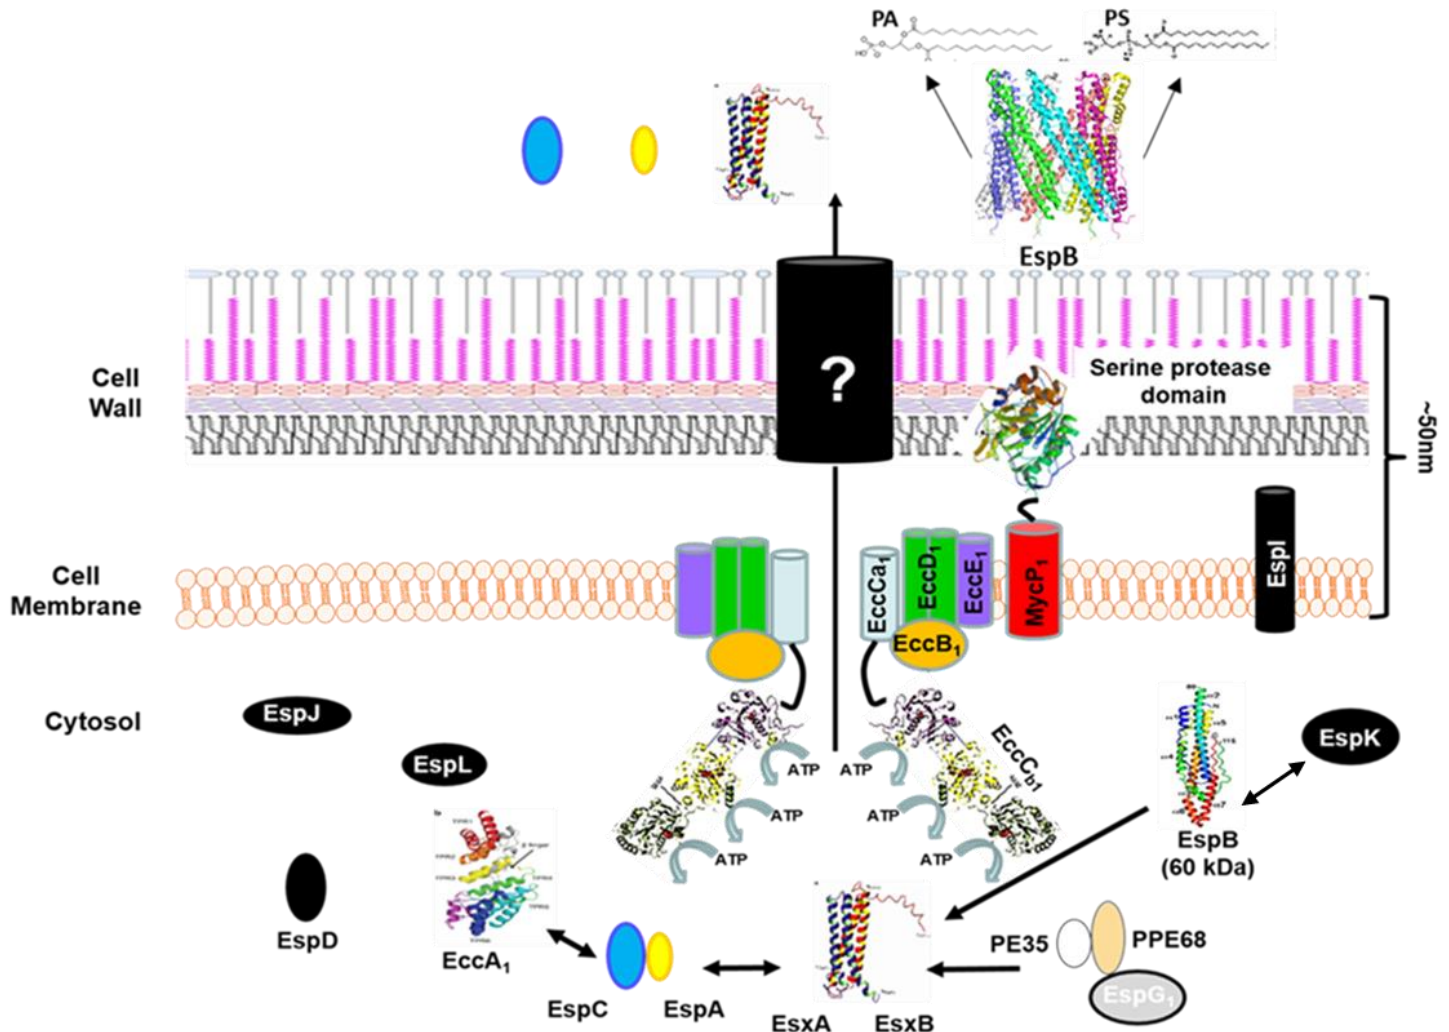 PA
PS
EspB
Cell
Wall
?
Serine protease
domain
~50nm
Cell
Membrane
EccCa1
EccD1
EccE1
MycP1
EspI
EccB1
Cytosol
EspJ
EspL
EccCb1
EspK
ATP
ATP
ATP
ATP
ATP
ATP
EspB
(60 kDa)
EspD
EccA1
PE35
PPE68
EspG1
EspC
EspA
EsxA
EsxB